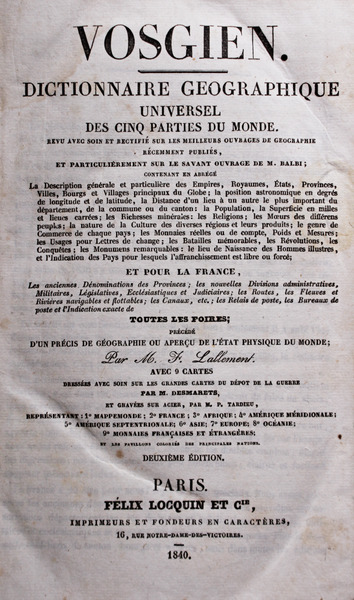 VOSGIEN.
DICTIONNAIRE GEOGRAPHIQUE
UNIVERSEL
DES CINQ PARTIES DU MONDE.
REVU AVEC SOIN ET RECTIFIÉ SUR LES MEILLEURS OUVRAGES DE GEOGRAPHIE
RÉCEMMENT PUBLIÉS,
ET PARTICULIÈREMENT SUR LE SAVANT OUVRAGE DE M. BALBI;
CONTENANT EN ABRÉGÉ
La Description générale et particulière des Empires, Royaumes, États, Provinces,
Villes, Bourgs et Villages principaux du Globe; la position astronomique en degrés
de longitude et de latitude, la Distance d'un lieu à un autre le plus important du
département, de la commune ou du canton: la Population, la Superficie en milles
et lieues carrées; les Richesses minérales: les Religions; les Mœurs des différens
peuples; la nature de la Culture des diverses régions et leurs produits; le genre de
Commerce de chaque pays; les Monnaies réelles ou de compte, Poids et Mesures;
les Usages pour Lettres de change; les Batailles mémorables, les Révolutions, les
Conquêtes; les Monumens remarquables: le lieu de Naissance des Hommes illustres,
et l'indication des Pays pour lesquels l'affranchissement est libre ou forcé;
ET POUR LA FRANCE,
Les anciennes Dénominations des Provinces; les nouvelles Divisions administratives,
Militaires, Législatives, Ecclésiastiques et Judiciaires; les Routes, les Fleuves et
Rivières navigables et flottables; les Canaux, etc.; les Relais de poste, les Bureaux de
poste et l'Indication exacte de
TOUTES LES FOIRES;
PRÉCÉDÉ
D'UN PRÉCIS DE GÉOGRAPHIE OU APERÇU DE L'ÉTAT PHYSIQUE DU MONDE;
Par M. F. Lallement.
AVEC 9 CARTES
DRESSÉES AVEC SOIN SUR LES GRANDES CARTES DU DÉPOT DE LA GUERRE
PAR M. DESMARETS,
ET GRAVÉES SUR ACIER, PAR M. P. TARDIEU,
REPRÉSENTANT: 1° MAPPEMONDE; 2° FRANCE; 3° AFRIQUE; 4° AMÉRIQUE MÉRIDIONALE;
5° AMÉRIQUE SEPTENTRIONALE; 6° ASIE; 7° EUROPE; 8° OCÉANIE;
9° MONNAIES FRANÇAISES ET ÉTRANGÈRES;
ET LES PAVILLONS COLORIÉS DES PRINCIPALES NATIONS.
DEUXIÈME ÉDITION.
PARIS.
FÉLIX LOCQUIN ET CIE,
IMPRIMEURS ET FONDEURS EN CARACTÈRES,
16, RUE NOTRE-DAME-DES-VICTOIRES.
1840.